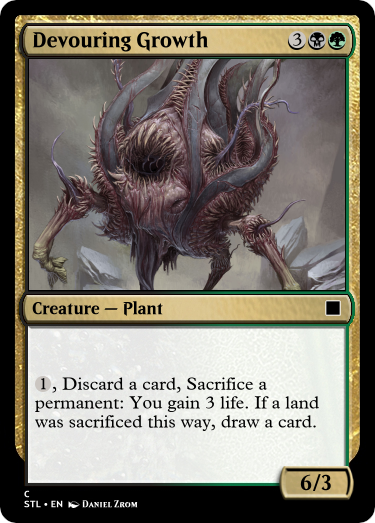 Devouring Growth 3
Creature — Plant
1, Discard a card, Sacrifice a
permanent: You gain 3 life. If a land
was sacrificed this way, draw a card.
6/3
C
STL • EN Daniel Zrom